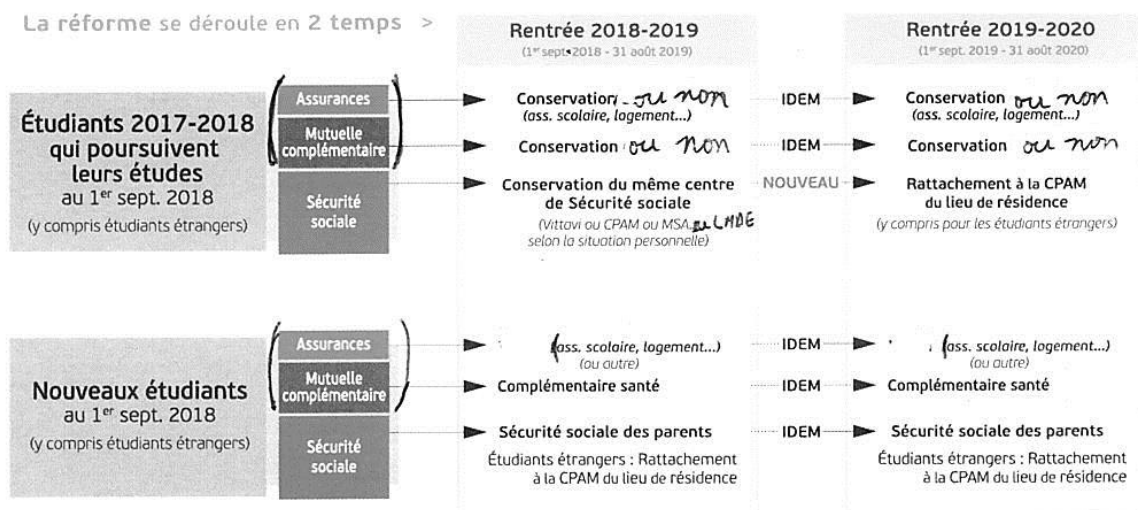 La réforme se déroule en 2 temps >
Rentrée 2018-2019
(1er sept. 2018 - 31 août 2019)
Rentrée 2019-2020
(1er sept. 2019 - 31 août 2020)
Étudiants 2017-2018
qui poursuivent
leurs études
au 1er sept. 2018
(y compris étudiants étrangers)
Assurances
Mutuelle
complémentaire
Sécurité
sociale
Conservation ou non
(ass. scolaire, logement...)
IDEM
Conservation ou non
(ass. scolaire, logement...)
Conservation ou non
IDEM
Conservation ou non
Conservation du même centre
de Sécurité sociale
(Vittavi ou CPAM ou MSA ou LMDE
selon la situation personnelle)
NOUVEAU
Rattachement à la CPAM
du lieu de résidence
(y compris pour les étudiants étrangers)
Nouveaux étudiants
au 1er sept. 2018
(y compris étudiants étrangers)
Assurances
Mutuelle
complémentaire
Sécurité
sociale
(ass. scolaire, logement...)
(ou autre)
IDEM
(ass. scolaire, logement...)
(ou autre)
Complémentaire santé
IDEM
Complémentaire santé
Sécurité sociale des parents
IDEM
Sécurité sociale des parents
Étudiants étrangers : Rattachement
à la CPAM du lieu de résidence
Étudiants étrangers : Rattachement
à la CPAM du lieu de résidence